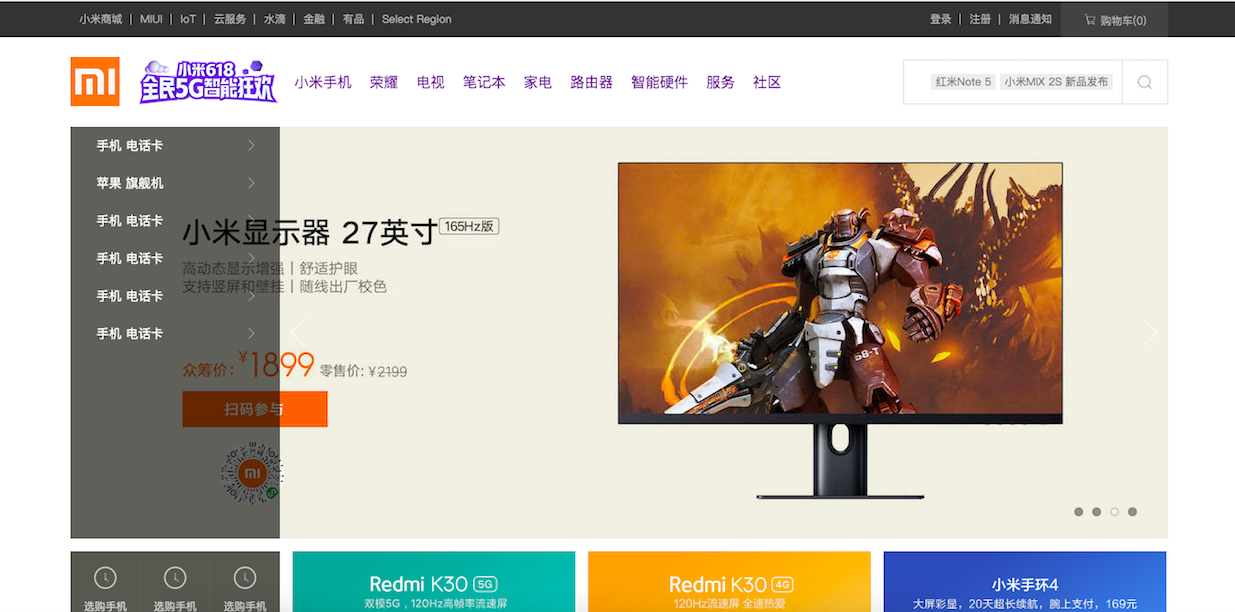 小米商城 | MIUI | IoT | 云服务 | 水滴 | 金融 | 有品 | Select Region
登录 | 注册 | 消息通知 购物车(0)
小米618
全民5G智能狂欢
小米手机 荣耀 电视 笔记本 家电 路由器 智能硬件 服务 社区
红米Note 5 小米MIX 2S 新品发布
手机 电话卡
苹果 旗舰机
手机 电话卡
手机 电话卡
手机 电话卡
手机 电话卡
小米显示器 27英寸 165Hz版
高动态显示增强 | 舒适护眼
支持竖屏和壁挂 | 随线出厂校色
众筹价: ¥1899 零售价: ¥2199
扫码参与
mi
58-T
选购手机 选购手机 选购手机
Redmi K30 5G
双模5G，120Hz高帧率流速屏
Redmi K30 4G
120Hz流速屏 全速热爱
小米手环4
大屏彩显，20天超长续航，腕上支付，169元